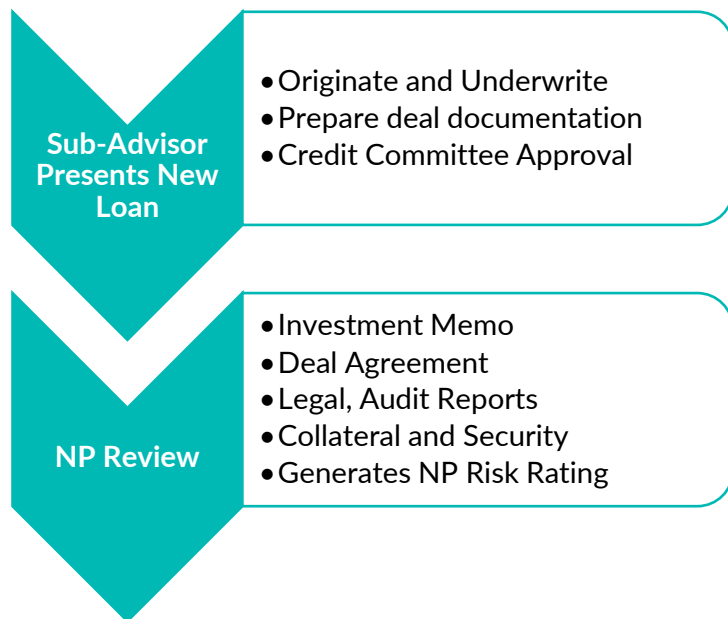 Sub-Advisor
Presents New
Loan
•Originate and Underwrite
•Prepare deal documentation
•Credit Committee Approval
NP Review
•Investment Memo
•Deal Agreement
•Legal, Audit Reports
•Collateral and Security
•Generates NP Risk Rating